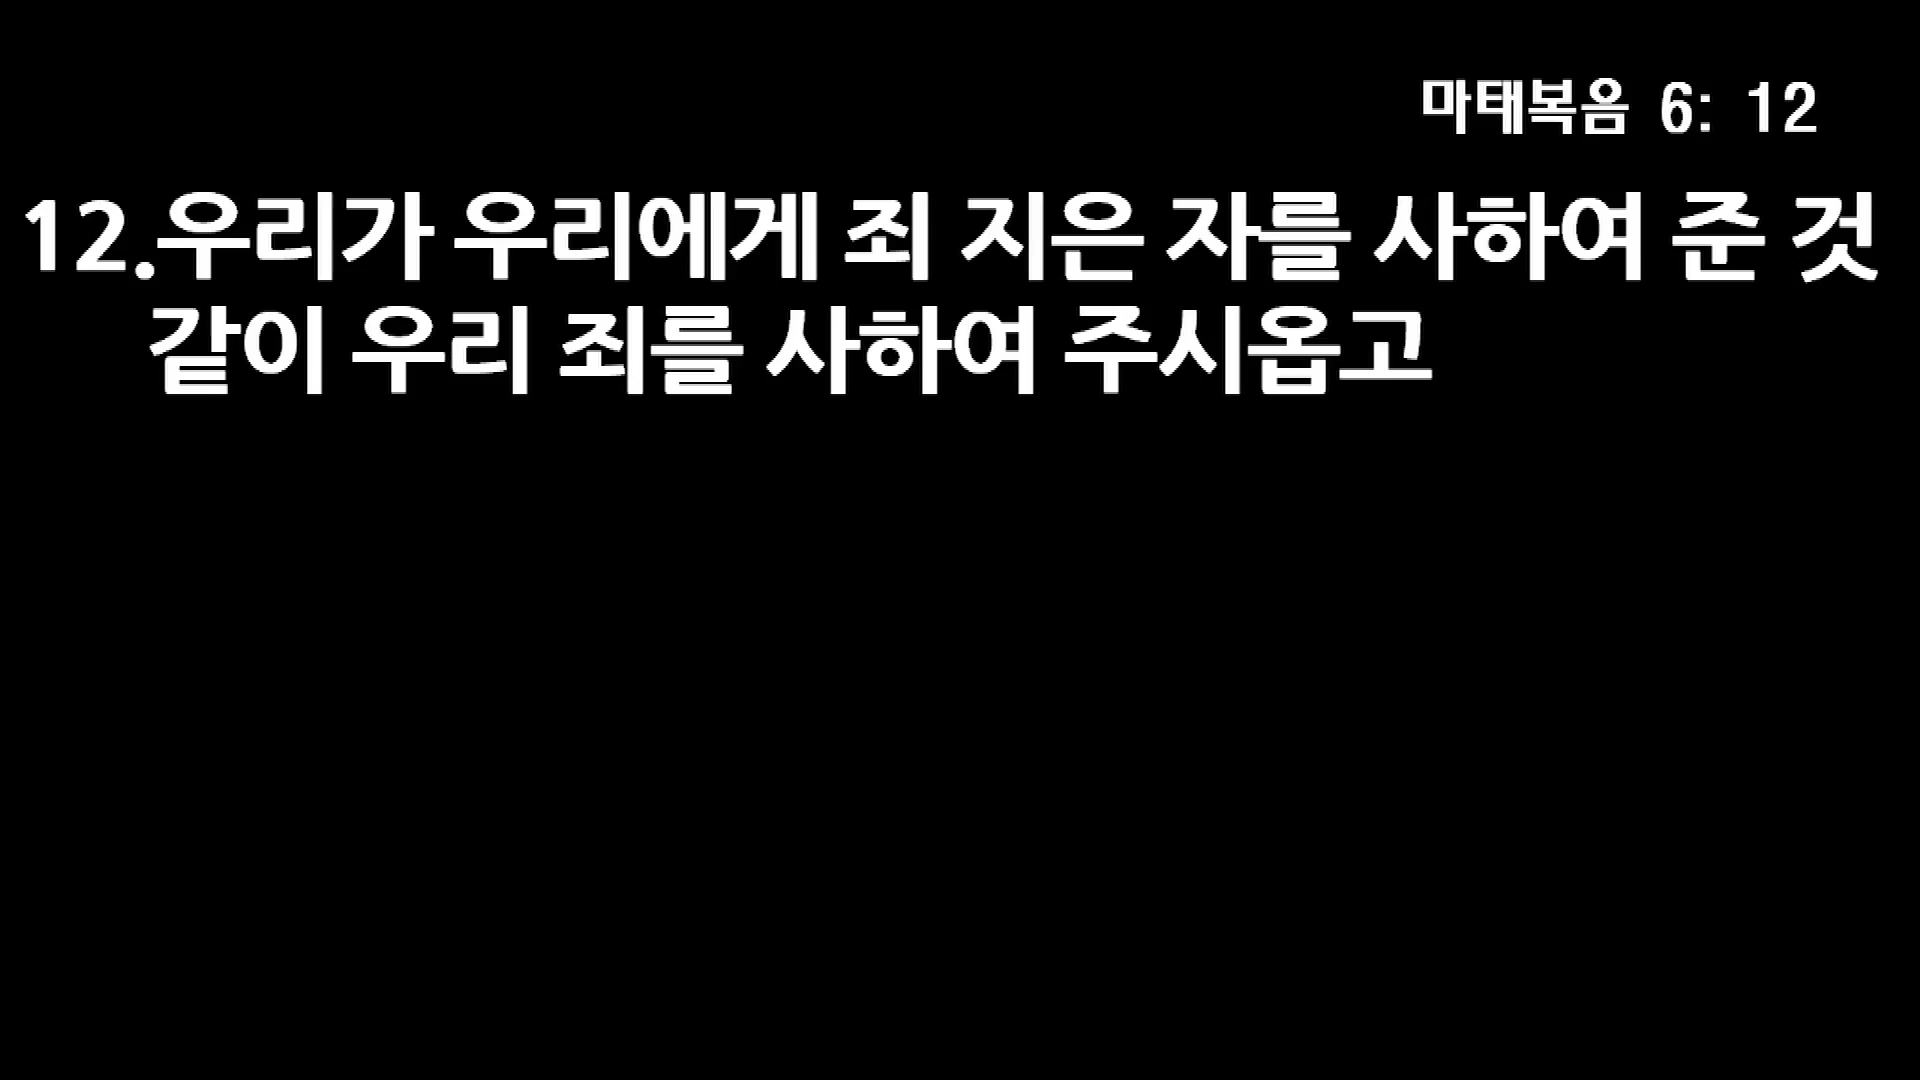 마태복음 6: 12
12.우리가 우리에게 죄 지은 자를 사하여 준 것
같이 우리 죄를 사하여 주시옵고